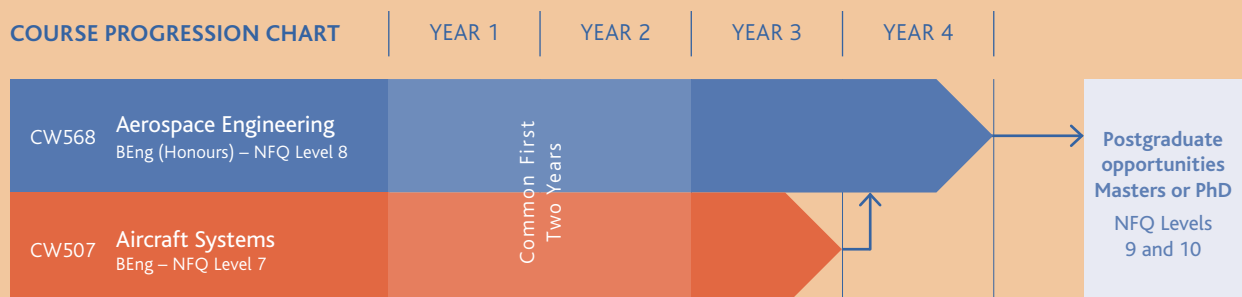 COURSE PROGRESSION CHART
YEAR 1
YEAR 2
YEAR 3
YEAR 4
CW568
Aerospace Engineering
BEng (Honours) – NFQ Level 8
CW507
Aircraft Systems
BEng – NFQ Level 7
Common First
Two Years
Postgraduate
opportunities
Masters or PhD
NFQ Levels
9 and 10